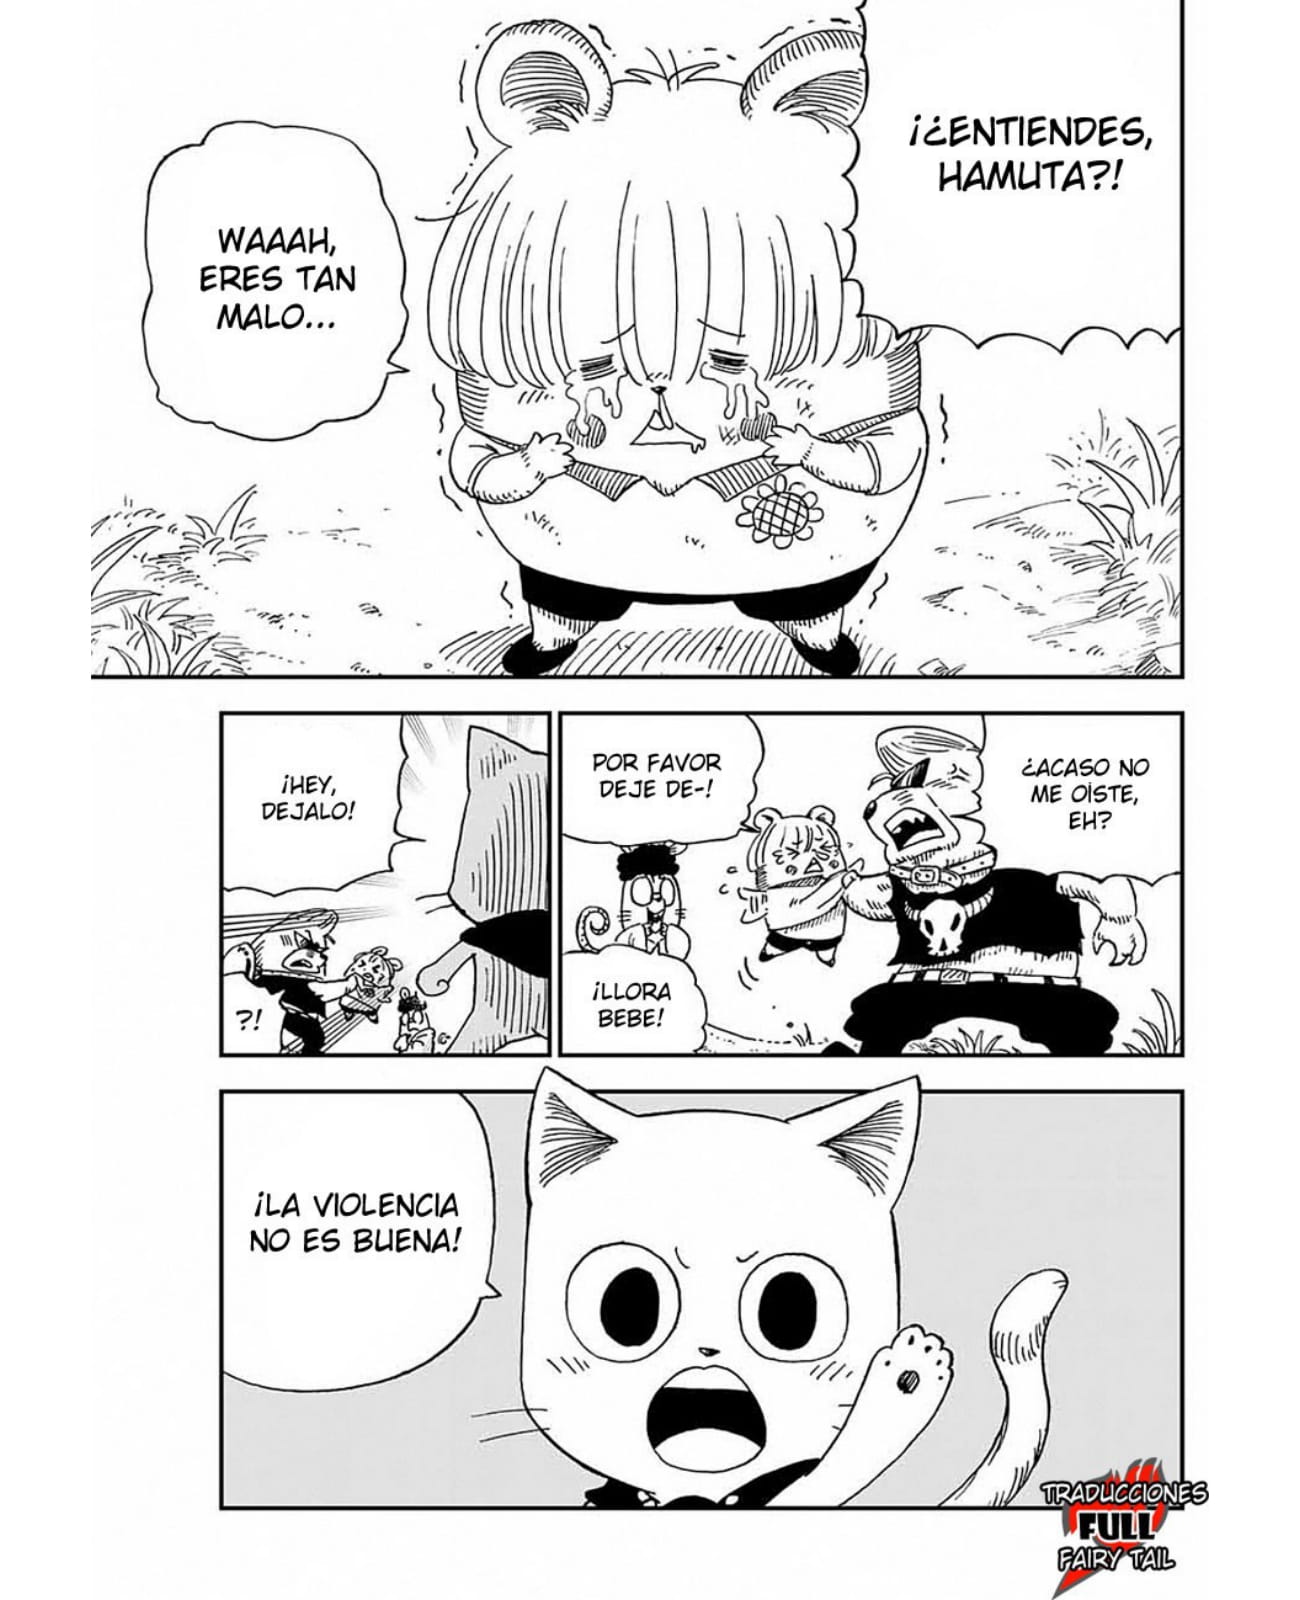 ¡¿ENTIENDES,
HAMUTA?!
WAAAH,
ERES TAN
MALO...
¿ACASO NO
ME OÍSTE,
EH?
POR FAVOR
DEJE DE-!
¡LLORA
BEBE!
¡HEY,
DEJALO!
?!
¡LA VIOLENCIA
NO ES BUENA!
TRADUCCIONES
FULL
FAIRY TAIL